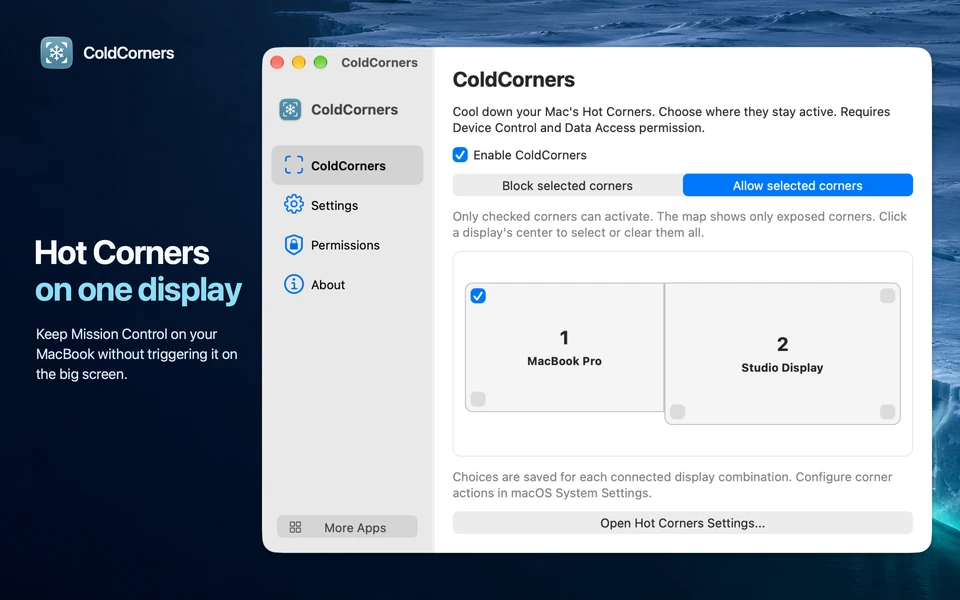 ColdCorners
Hot Corners
on one display
Keep Mission Control on your
MacBook without triggering it on
the big screen.
ColdCorners
ColdCorners
ColdCorners
Settings
Permissions
About
More Apps
ColdCorners
Cool down your Mac's Hot Corners. Choose where they stay active. Requires
Device Control and Data Access permission.
Enable ColdCorners
Block selected corners
Allow selected corners
Only checked corners can activate. The map shows only exposed corners. Click
a display's center to select or clear them all.
1
MacBook Pro
2
Studio Display
Choices are saved for each connected display combination. Configure corner
actions in macOS System Settings.
Open Hot Corners Settings...